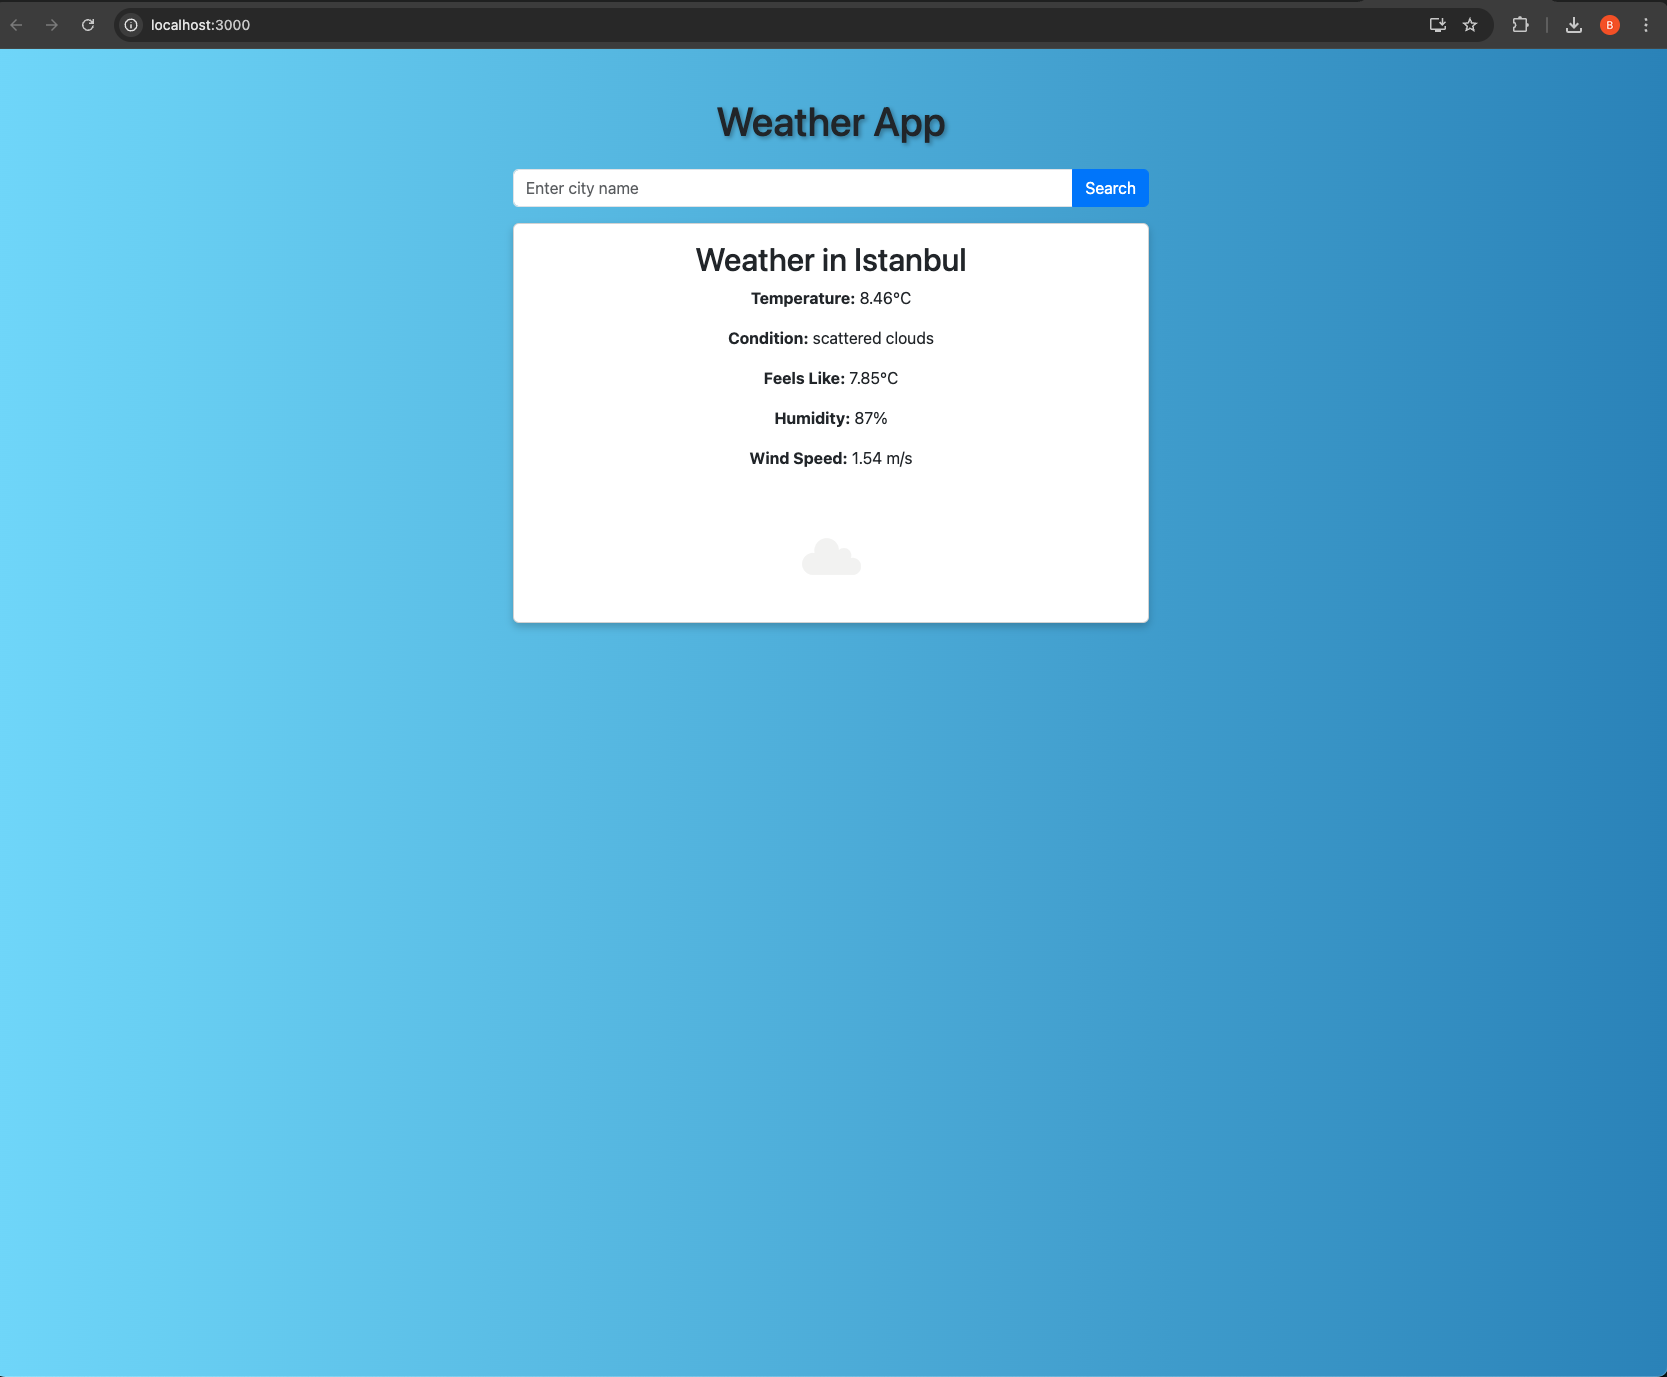 localhost:3000
B
Weather App
Enter city name
Search
Weather in Istanbul
Temperature: 8.46°C
Condition: scattered clouds
Feels Like: 7.85°C
Humidity: 87%
Wind Speed: 1.54 m/s